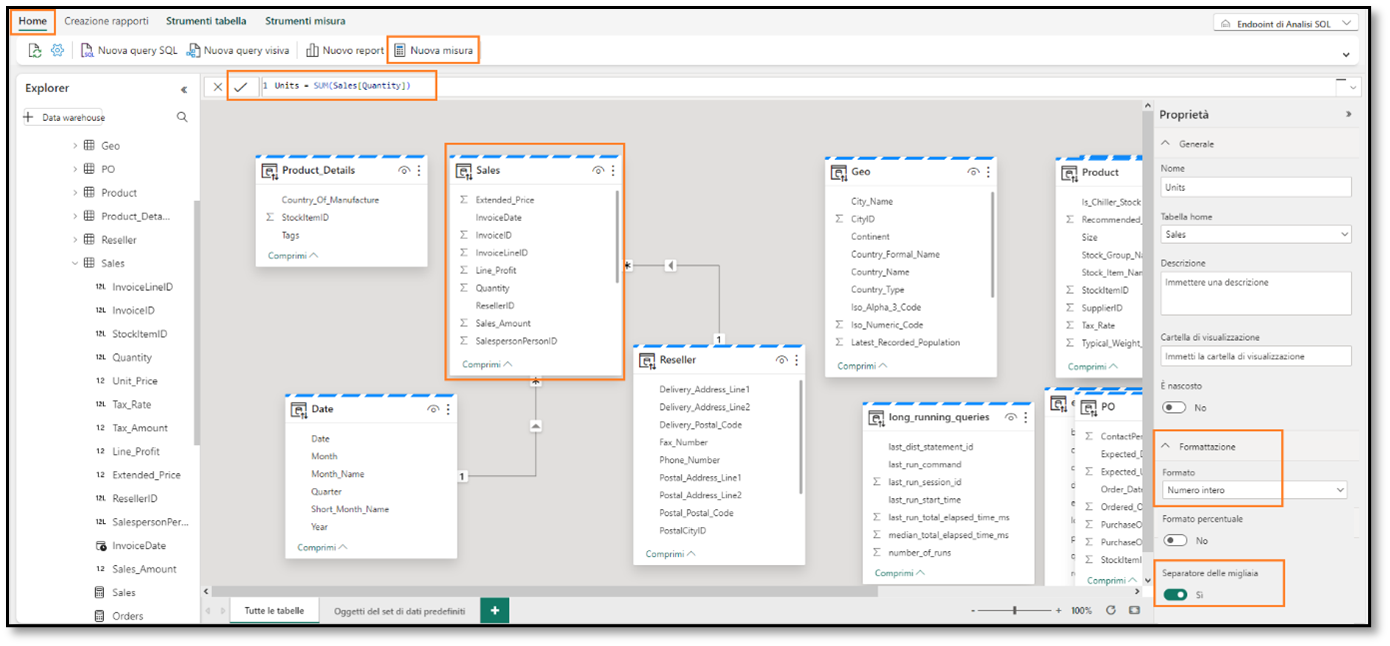 Home Creazione rapporti Strumenti tabella Strumenti misura
Endpoint di Analisi SQL
Nuova query SQL Nuova query visiva Nuovo report Nuova misura
Explorer
Data warehouse
Geo
PO
Product
Product_Deta...
Reseller
Sales
InvoiceLineID
InvoiceID
StockItemID
Quantity
Unit_Price
Tax_Rate
Tax_Amount
Line_Profit
Extended_Price
ResellerID
SalespersonPer...
InvoiceDate
Sales_Amount
Sales
Orders
1 Units = SUM(Sales[Quantity])
Product_Details
Country_Of_Manufacture
StockItemID
Tags
Comprimi
Sales
Extended_Price
InvoiceDate
InvoiceID
InvoiceLineID
Line_Profit
Quantity
ResellerID
Sales_Amount
SalespersonPersonID
Comprimi
Date
Date
Month
Month_Name
Quarter
Short_Month_Name
Year
Comprimi
1
1
Reseller
Delivery_Address_Line1
Delivery_Address_Line2
Delivery_Postal_Code
Fax_Number
Phone_Number
Postal_Address_Line1
Postal_Address_Line2
Postal_Postal_Code
PostalCityID
Comprimi
Geo
City_Name
CityID
Continent
Country_Formal_Name
Country_Name
Country_Type
Iso_Alpha_3_Code
Iso_Numeric_Code
Latest_Recorded_Population
Comprimi
long_running_queries
last_dist_statement_id
last_run_command
last_run_session_id
last_run_start_time
last_run_total_elapsed_time_ms
median_total_elapsed_time_ms
number_of_runs
Comprimi
Product
Is_Chiller_Stock
Recommended_
Size
Stock_Group_Na
Stock_Item_Nam
StockItemID
SupplierID
Tax_Rate
Typical_Weight_
Comprimi
PO
ContactPer
Expected_D
Expected_U
Order_Date
Ordered_O
PurchaseO
PurchaseO
StockItemI
Comprimi
Tutte le tabelle Oggetti del set di dati predefiniti +
- + 100%
Proprietà
Generale
Nome
Units
Tabella home
Sales
Descrizione
Immettere una descrizione
Cartella di visualizzazione
Immetti la cartella di visualizzazione
È nascosto
No
Formattazione
Formato
Numero intero
Formato percentuale
No
Separatore delle migliaia
Sì